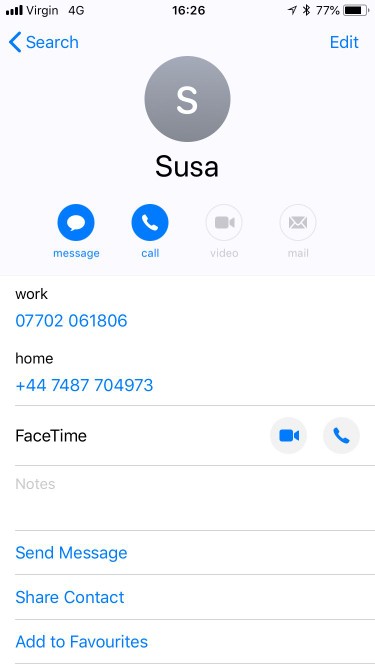 Virgin 4G 16:26 77%
Search Edit
S
Susa
message call video mail
work
07702 061806
home
+44 7487 704973
FaceTime
Notes
Send Message
Share Contact
Add to Favourites